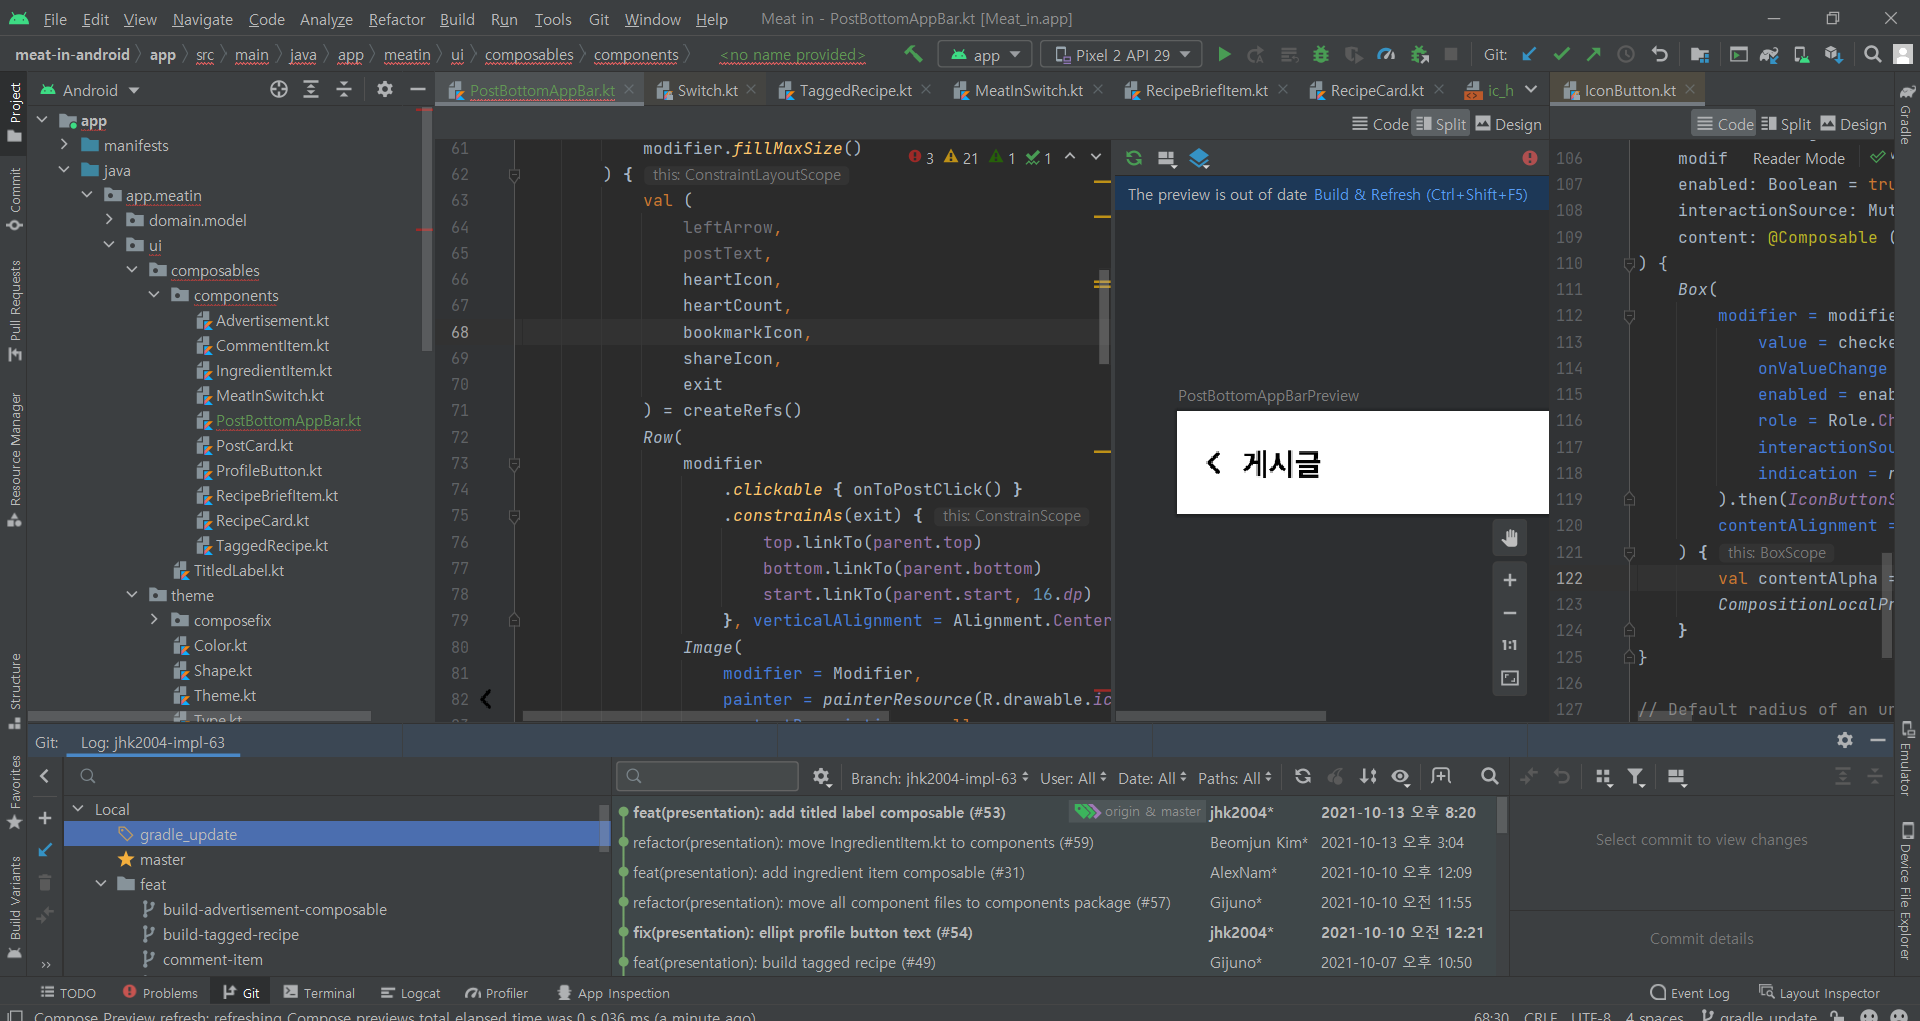 File Edit View Navigate Code Analyze Refactor Build Run Tools Git Window Help Meat in - PostBottomAppBar.kt [Meat_in.app]
meat-in-android app src main java app meatin ui composables components <no name provided> app Pixel 2 API 29 Git:
Android
PostBottomAppBar.kt Switch.kt TaggedRecipe.kt MeatInSwitch.kt RecipeBriefItem.kt RecipeCard.kt ic_h IconButton.kt
Code Split Design
Code Split Design
Project
Commit
Pull Requests
Resource Manager
Structure
Favorites
Build Variants
app
manifests
java
app.meatin
domain.model
ui
composables
components
Advertisement.kt
CommentItem.kt
IngredientItem.kt
MeatInSwitch.kt
PostBottomAppBar.kt
PostCard.kt
ProfileButton.kt
RecipeBriefItem.kt
RecipeCard.kt
TaggedRecipe.kt
TitledLabel.kt
theme
composefix
Color.kt
Shape.kt
Theme.kt
Type.kt
3 21 1 1
61 modifier.fillMaxSize()
62 ) { this: ConstraintLayoutScope
63 val (
64 leftArrow,
65 postText,
66 heartIcon,
67 heartCount,
68 bookmarkIcon,
69 shareIcon,
70 exit
71 ) = createRefs()
72 Row(
73 modifier
74 .clickable { onToPostClick() }
75 .constrainAs(exit) { this: ConstrainScope
76 top.linkTo(parent.top)
77 bottom.linkTo(parent.bottom)
78 start.linkTo(parent.start, 16.dp)
79 }, verticalAlignment = Alignment.Center
80 Image(
81 modifier = Modifier,
82 painter = painterResource(R.drawable.ic
The preview is out of date Build & Refresh (Ctrl+Shift+F5)
PostBottomAppBarPreview
게시글
1:1
Reader Mode
106 modif
107 enabled: Boolean = tru
108 interactionSource: Mut
109 content: @Composable (
110 ) {
111 Box(
112 modifier = modifie
113 value = checke
114 onValueChange
115 enabled = enab
116 role = Role.Ch
117 interactionSou
118 indication = r
119 ).then(IconButtonS
120 contentAlignment =
121 ) { this: BoxScope
122 val contentAlpha =
123 CompositionLocalPr
124 }
125 }
126
127 // Default radius of an un
Gradle
Emulator
Device File Explorer
Git: Log: jhk2004-impl-63
Branch: jhk2004-impl-63 User: All Date: All Paths: All
Local
gradle_update
master
feat
build-advertisement-composable
build-tagged-recipe
comment-item
feat(presentation): add titled label composable (#53) origin & master jhk2004* 2021-10-13 오후 8:20
refactor(presentation): move IngredientItem.kt to components (#59) Beomjun Kim* 2021-10-13 오후 3:04
feat(presentation): add ingredient item composable (#31) AlexNam* 2021-10-10 오후 12:09
refactor(presentation): move all component files to components package (#57) Gijuno* 2021-10-10 오전 11:55
fix(presentation): ellipt profile button text (#54) jhk2004* 2021-10-10 오전 12:21
feat(presentation): build tagged recipe (#49) Gijuno* 2021-10-07 오후 10:50
Select commit to view changes
Commit details
TODO Problems Git Terminal Logcat Profiler App Inspection Event Log Layout Inspector
Compose Preview refresh: refreshing Compose previews total elapsed time was 0 s 036 ms (a minute ago) 68:30 CRLF UTF-8 4 spaces gradle_update